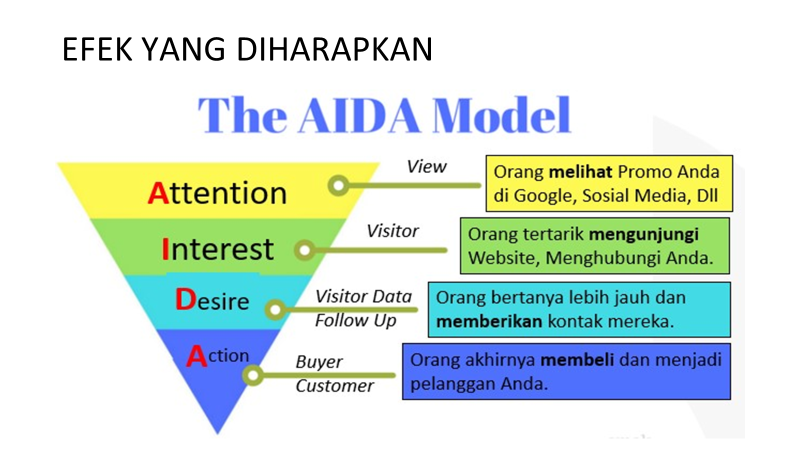 EFEK YANG DIHARAPKAN
The AIDA Model
Attention
View
Orang melihat Promo Anda
di Google, Sosial Media, Dll
Interest
Visitor
Orang tertarik mengunjungi
Website, Menghubungi Anda.
Desire
Visitor Data
Follow Up
Orang bertanya lebih jauh dan
memberikan kontak mereka.
Action
Buyer
Customer
Orang akhirnya membeli dan menjadi
pelanggan Anda.